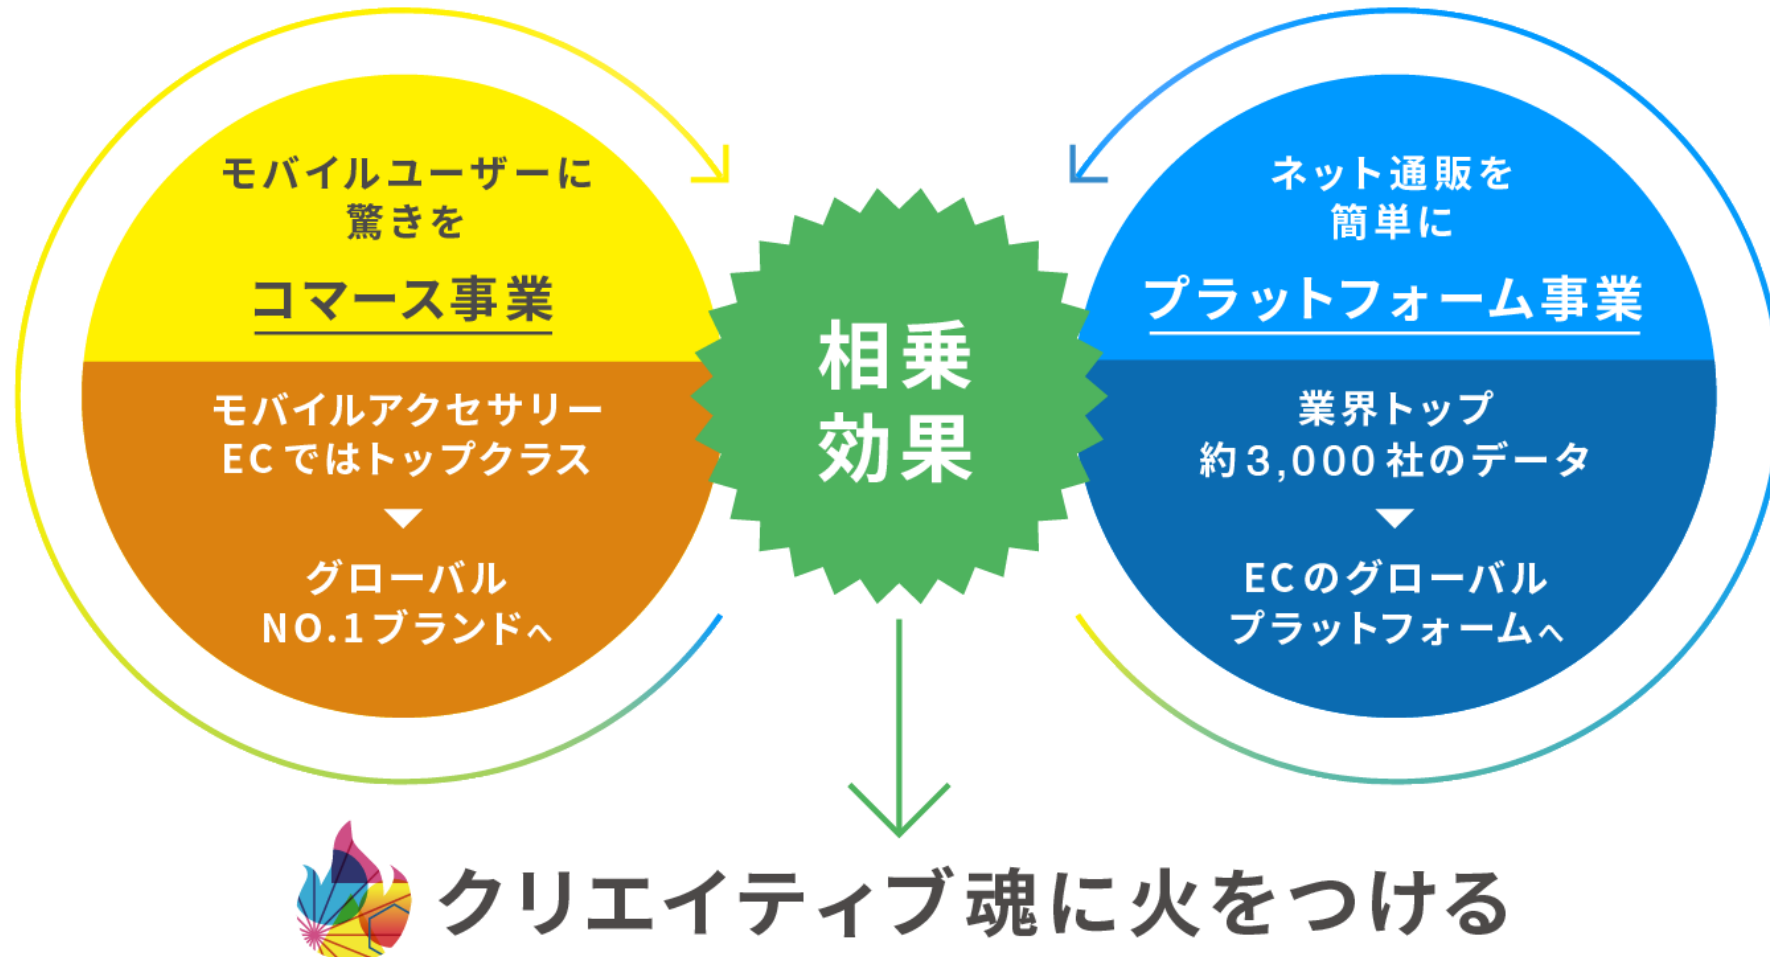 モバイルユーザーに
驚きを
コマース事業
モバイルアクセサリー
ECではトップクラス
グローバル
NO.1ブランドへ
相乗
効果
ネット通販を
簡単に
プラットフォーム事業
業界トップ
約3,000社のデータ
ECのグローバル
プラットフォームへ
クリエイティブ魂に火をつける